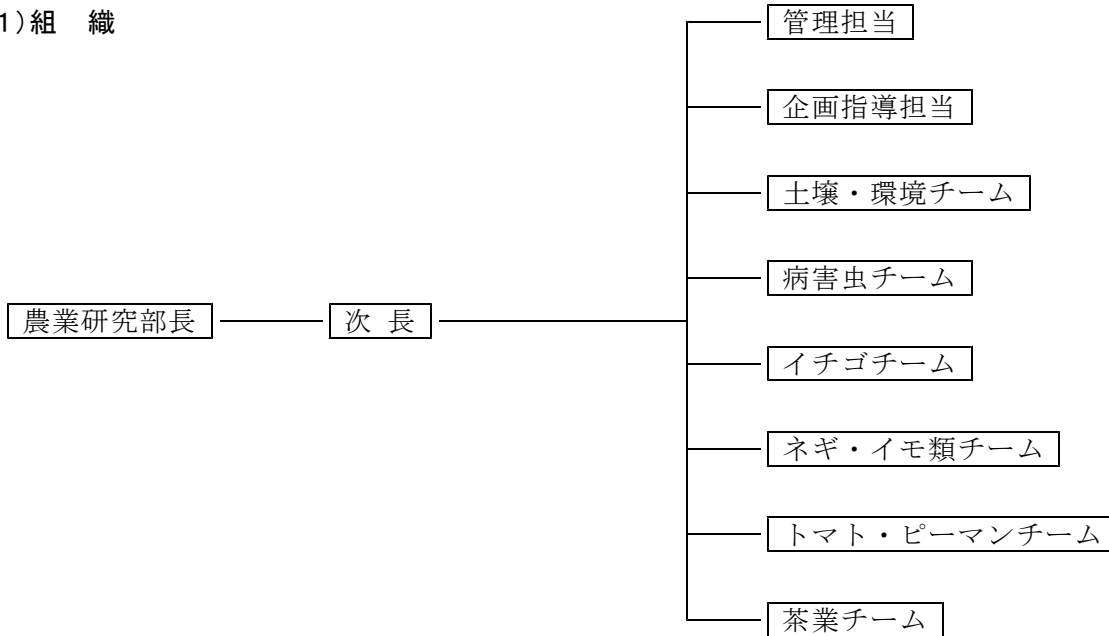 1)組　織
管理担当
企画指導担当
土壌・環境チーム
病害虫チーム
農業研究部長
次 長
イチゴチーム
ネギ・イモ類チーム
トマト・ピーマンチーム
茶業チーム